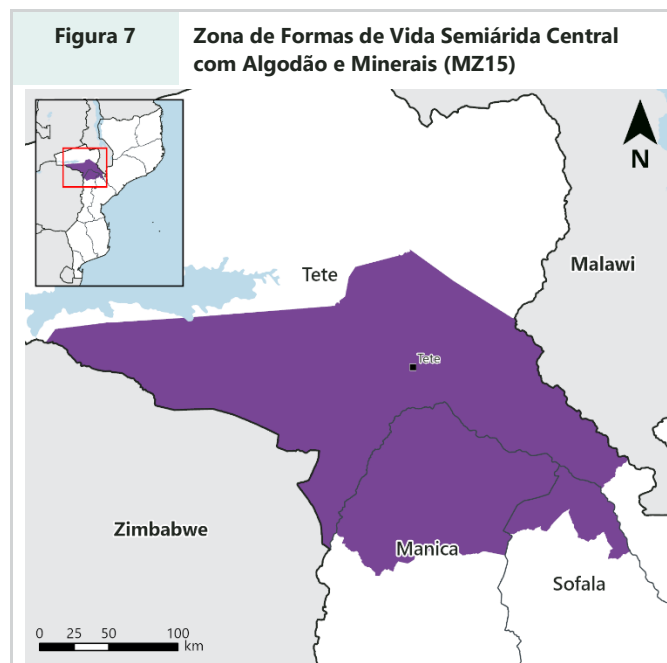 Figura 7
Zona de Formas de Vida Semiárida Central
com Algodão e Minerais (MZ15)
N
Tete
Malawi
Tete
Zimbabwe
Manica
Sofala
0 25 50 100
km